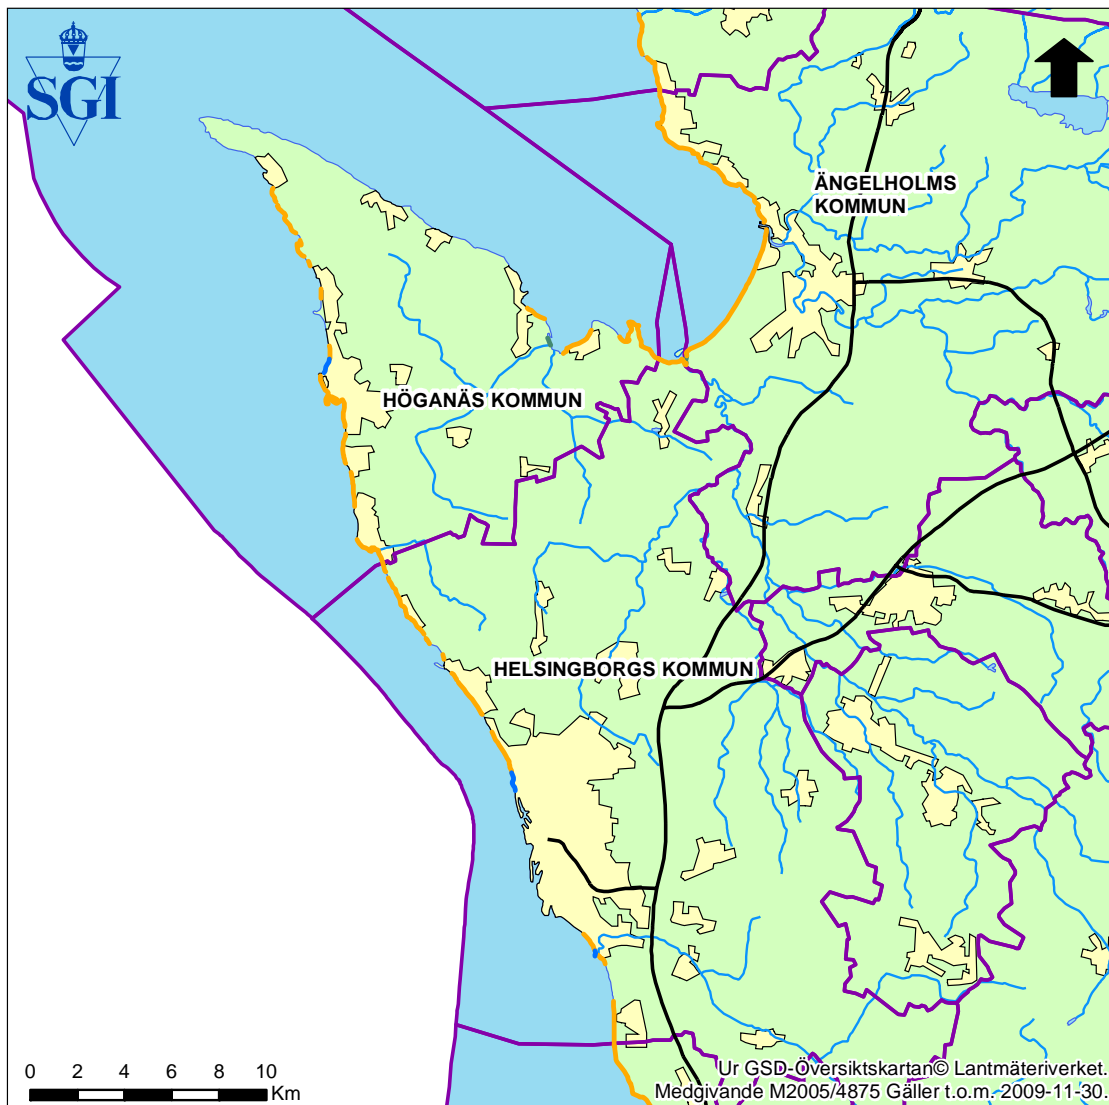 SGI
ÄNGELHOLMS
KOMMUN
HÖGANÄS KOMMUN
HELSINGBORGS KOMMUN
0 2 4 6 8 10
Km
Ur GSD-Översiktskartan© Lantmäteriverket.
Medgivande M2005/4875 Gäller t.o.m. 2009-11-30.